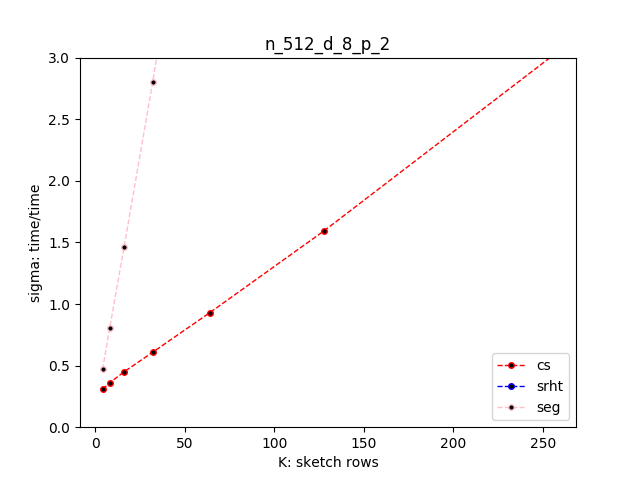 n_512_d_8_p_2
3.0
2.5
2.0
1.5
1.0
0.5
0.0
sigma: time/time
0 50 100 150 200 250
K: sketch rows
cs
srht
seg